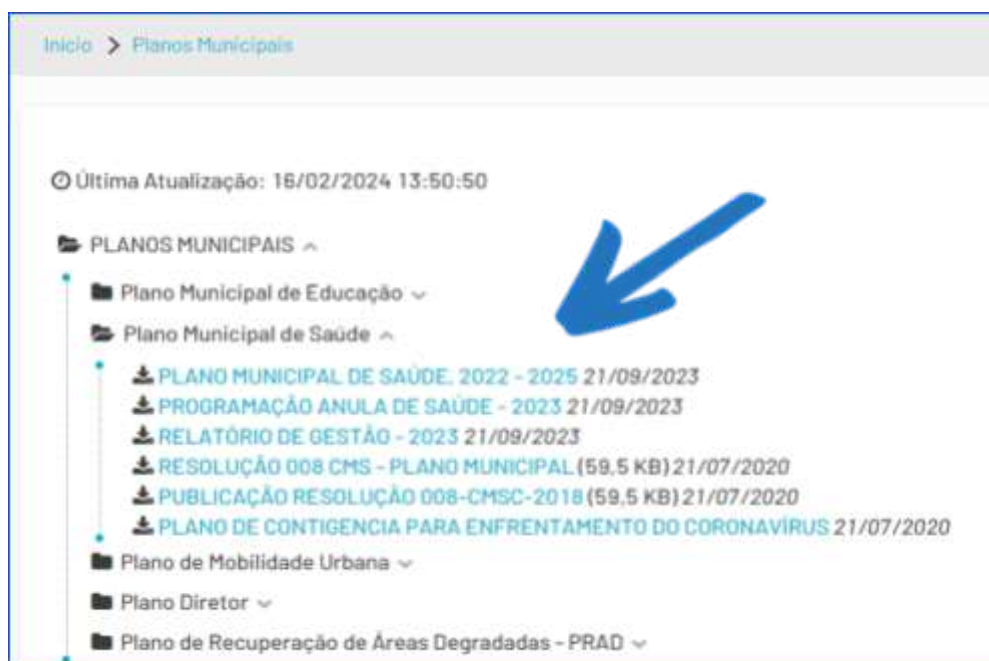 Inicio > Planos Municipais
Última Atualização: 16/02/2024 13:50:50
PLANOS MUNICIPAIS
Plano Municipal de Educação
Plano Municipal de Saúde
PLANO MUNICIPAL DE SAÚDE, 2022 - 2025 21/09/2023
PROGRAMAÇÃO ANULA DE SAÚDE - 2023 21/09/2023
RELATÓRIO DE GESTÃO - 2023 21/09/2023
RESOLUÇÃO 008 CMS - PLANO MUNICIPAL (59,5 KB) 21/07/2020
PUBLICAÇÃO RESOLUÇÃO 008-CMSC-2018 (59,5 KB) 21/07/2020
PLANO DE CONTIGENCIA PARA ENFRENTAMENTO DO CORONAVÍRUS 21/07/2020
Plano de Mobilidade Urbana
Plano Diretor
Plano de Recuperação de Áreas Degradadas - PRAD